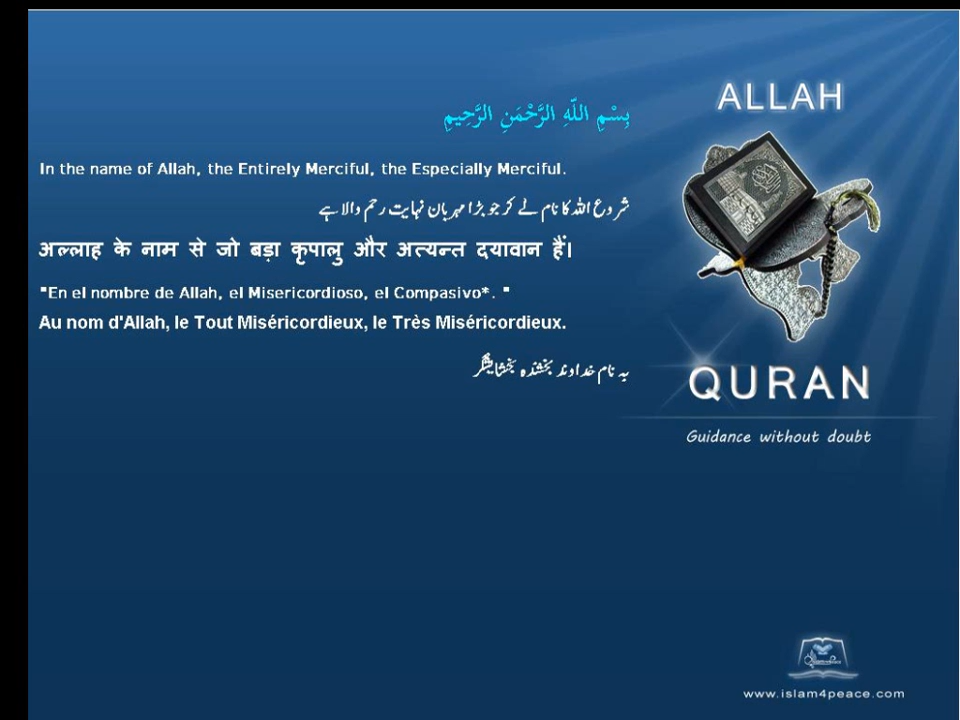 بِسْمِ اللّهِ الرَّحْمَنِ الرَّحِيمِ
In the name of Allah, the Entirely Merciful, the Especially Merciful.
شروع اللہ کا نام لے کر جو بڑا مہربان نہایت رحم والا ہے
अल्लाह के नाम से जो बड़ा कृपालु और अत्यन्त दयावान हैं।
"En el nombre de Allah, el Misericordioso, el Compasivo*. "
Au nom d'Allah, le Tout Miséricordieux, le Très Miséricordieux.
به نام خداوند بخشنده بخشایشگر
ALLAH
QURAN
Guidance without doubt
www.islam4peace.com